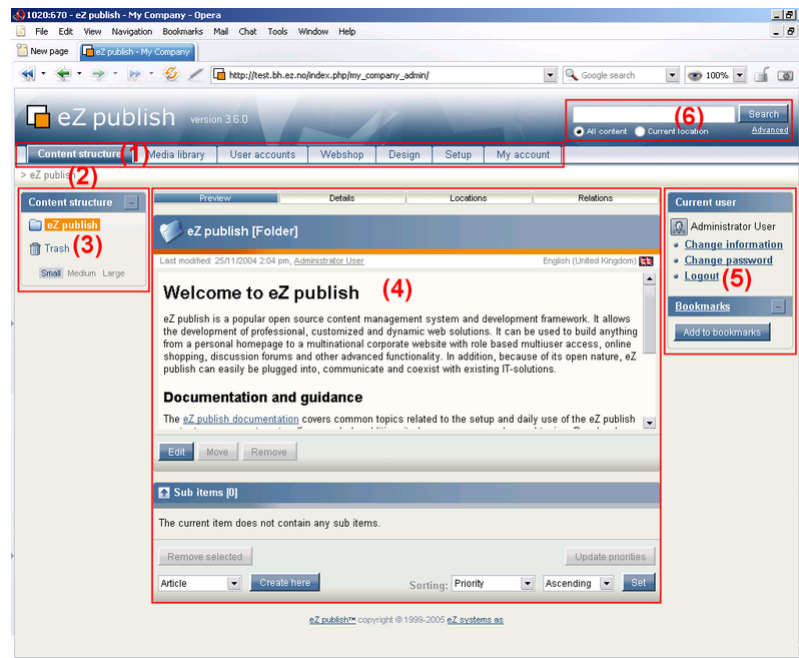 1020:670 - eZ publish - My Company - Opera
File Edit View Navigation Bookmarks Mail Chat Tools Window Help
New page eZ publish - My Company
http://test.bh.ez.no/index.php/my_company_admin/ Google search 100%
eZ publish version 3.6.0
(6) Search
All content Current location Advanced
Content structure (1) Media library User accounts Webshop Design Setup My account
> eZ publish (2)
Content structure
eZ publish
Trash (3)
Small Medium Large
Preview Details Locations Relations
eZ publish [Folder]
Last modified: 25/11/2004 2:04 pm, Administrator User English (United Kingdom)
Welcome to eZ publish (4)
eZ publish is a popular open source content management system and development framework. It allows
the development of professional, customized and dynamic web solutions. It can be used to build anything
from a personal homepage to a multinational corporate website with role based multiuser access, online
shopping, discussion forums and other advanced functionality. In addition, because of its open nature, eZ
publish can easily be plugged into, communicate and coexist with existing IT-solutions.
Documentation and guidance
The eZ publish documentation covers common topics related to the setup and daily use of the eZ publish
Edit Move Remove
Sub items [0]
The current item does not contain any sub items.
Remove selected Update priorities
Article Create here Sorting: Priority Ascending Set
Current user
Administrator User
Change information
Change password
Logout (5)
Bookmarks
Add to bookmarks
eZ publish™ copyright © 1999-2005 eZ systems as